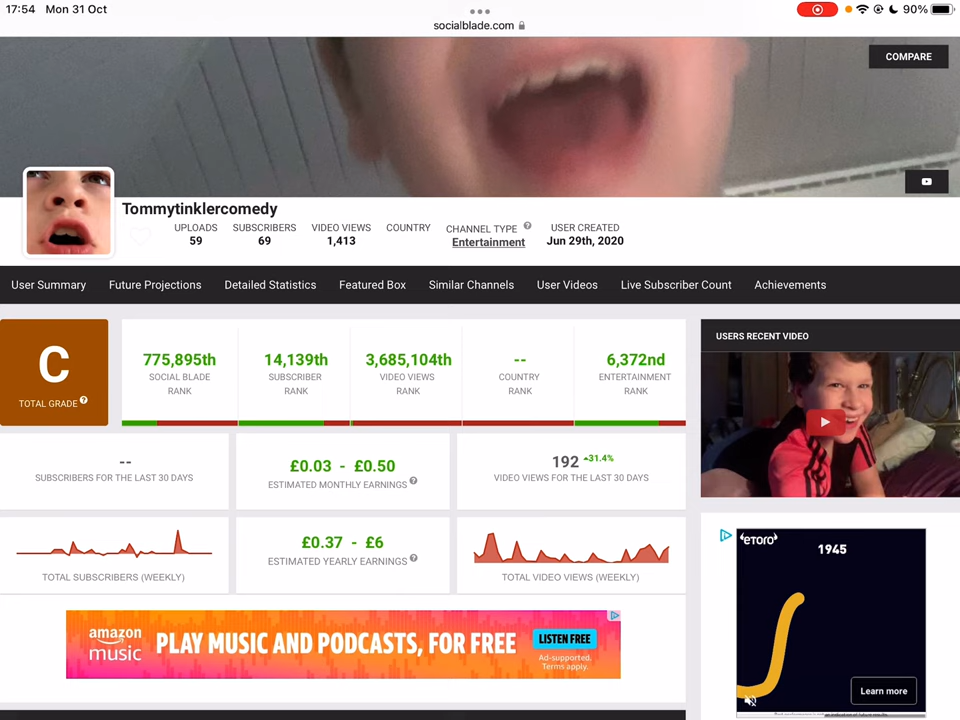 17:54 Mon 31 Oct
90%
socialblade.com
COMPARE
Tommytinklercomedy
UPLOADS SUBSCRIBERS VIDEO VIEWS COUNTRY CHANNEL TYPE ? USER CREATED
59 69 1,413 Entertainment Jun 29th, 2020
User Summary Future Projections Detailed Statistics Featured Box Similar Channels User Videos Live Subscriber Count Achievements
C
TOTAL GRADE ?
775,895th 14,139th 3,685,104th -- 6,372nd
SOCIAL BLADE SUBSCRIBER VIDEO VIEWS COUNTRY ENTERTAINMENT
RANK RANK RANK RANK RANK
USERS RECENT VIDEO
-- £0.03 - £0.50 192 +31.4%
SUBSCRIBERS FOR THE LAST 30 DAYS ESTIMATED MONTHLY EARNINGS ? VIDEO VIEWS FOR THE LAST 30 DAYS
£0.37 - £6
TOTAL SUBSCRIBERS (WEEKLY) ESTIMATED YEARLY EARNINGS ? TOTAL VIDEO VIEWS (WEEKLY)
amazon music PLAY MUSIC AND PODCASTS, FOR FREE LISTEN FREE
Ad-supported.
Terms apply.
eTORO
1945
Learn more